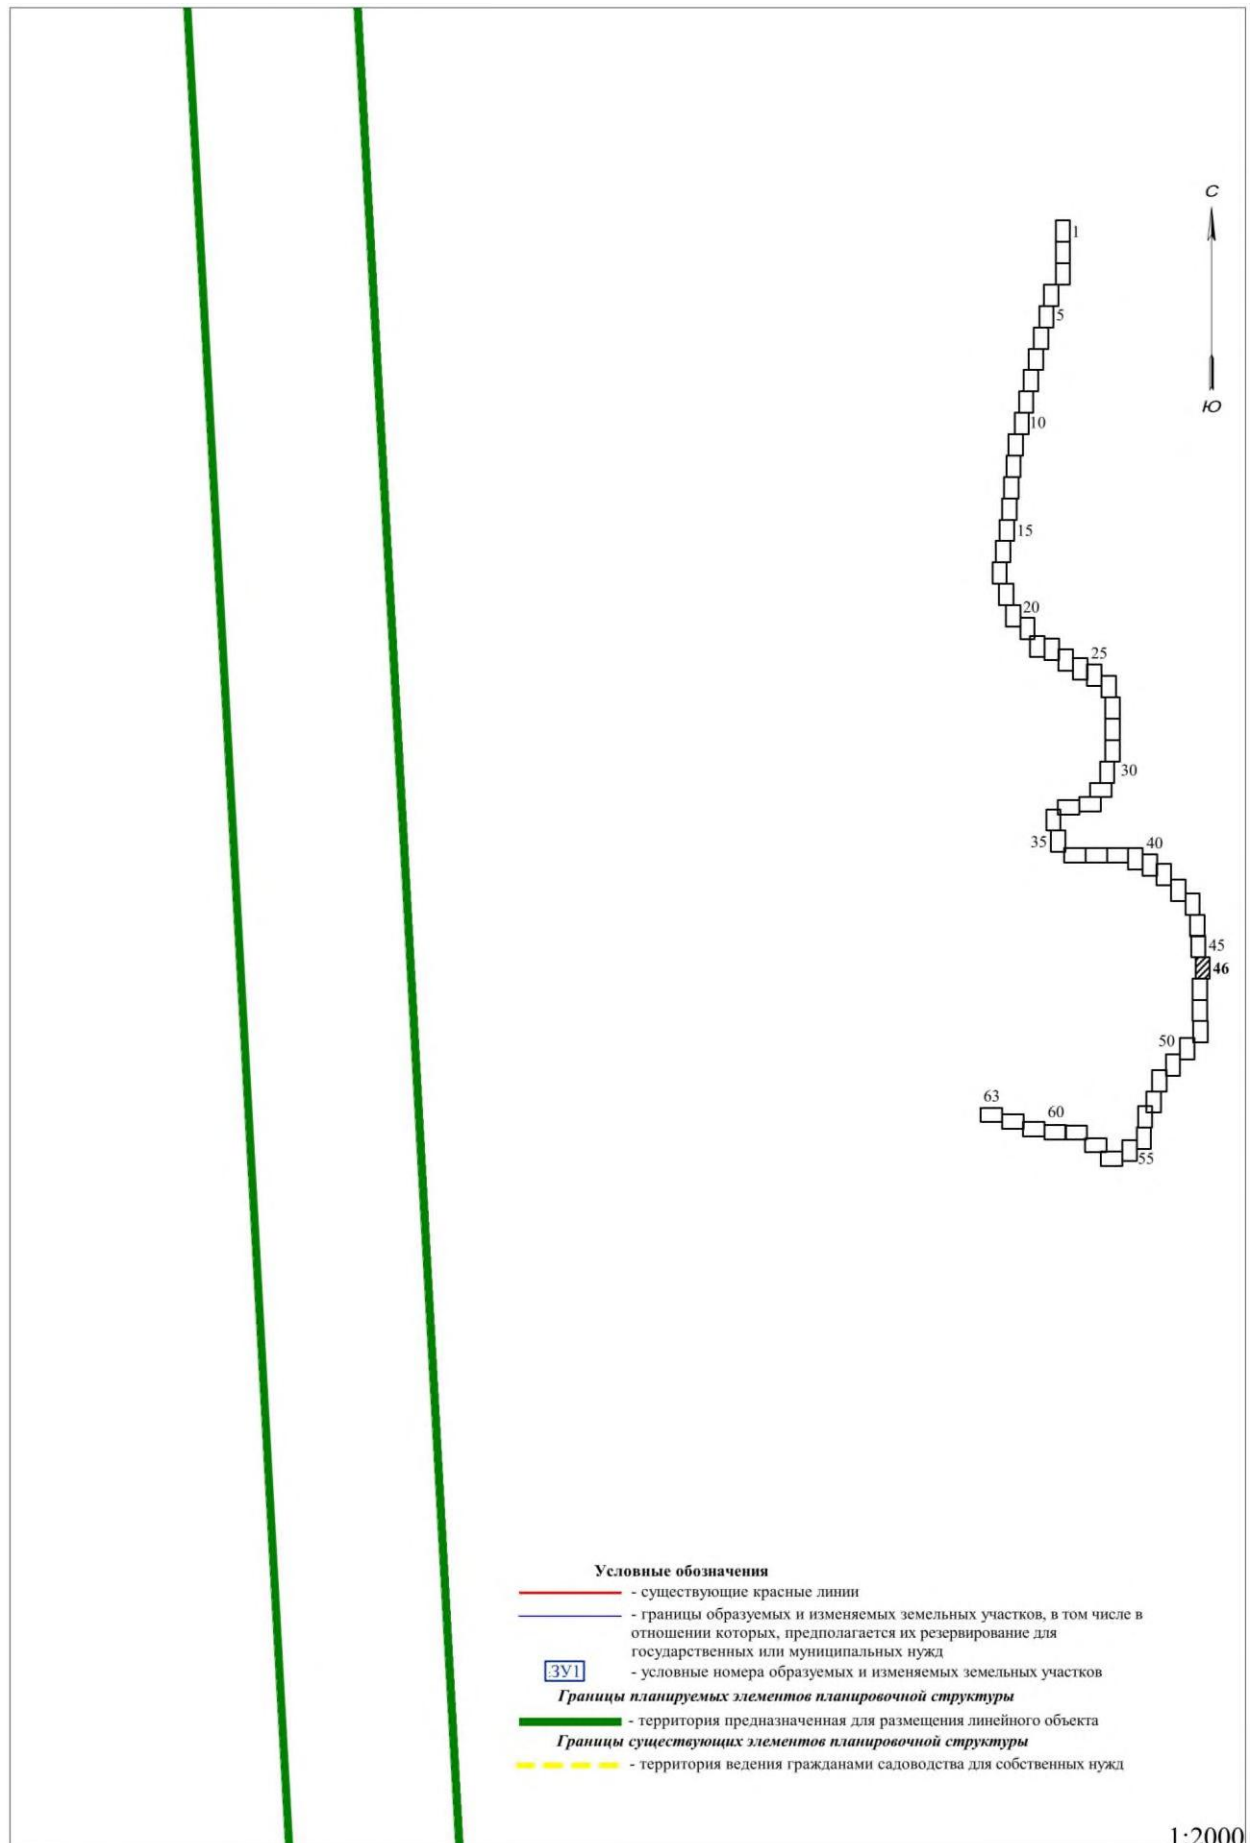 С
1
5
Ю
10
15
20
25
30
35
40
45
46
50
63
60
55
Условные обозначения
- существующие красные линии
- границы образуемых и изменяемых земельных участков, в том числе в
отношении которых, предполагается их резервирование для
государственных или муниципальных нужд
:ЗУ1 - условные номера образуемых и изменяемых земельных участков
Границы планируемых элементов планировочной структуры
- территория предназначенная для размещения линейного объекта
Границы существующих элементов планировочной структуры
- территория ведения гражданами садоводства для собственных нужд
1:2000